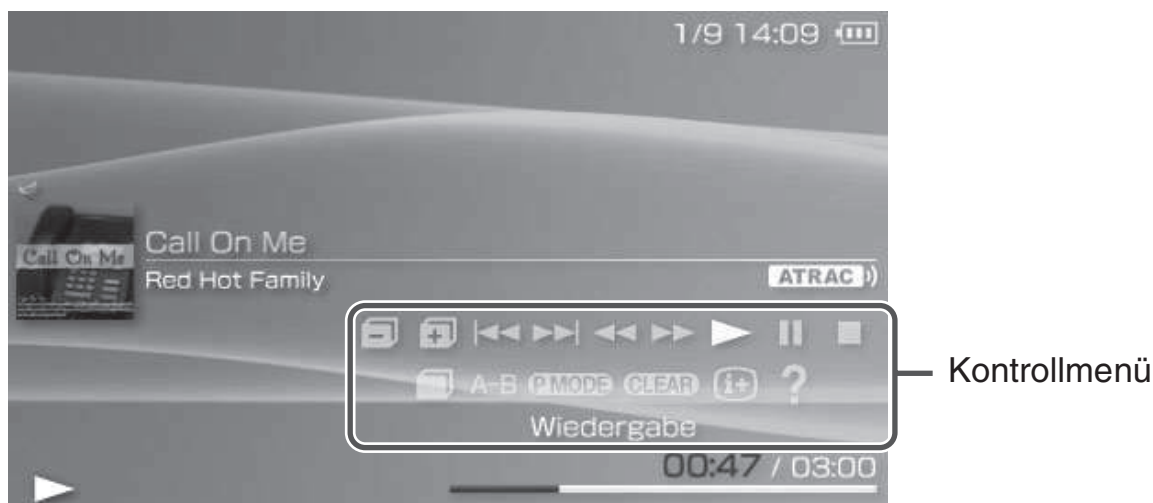 1/9 14:09
Call On Me
Call On Me
Red Hot Family
ATRAC
A-B P MODE CLEAR i+ ?
Kontrollmenü
Wiedergabe
00:47 / 03:00